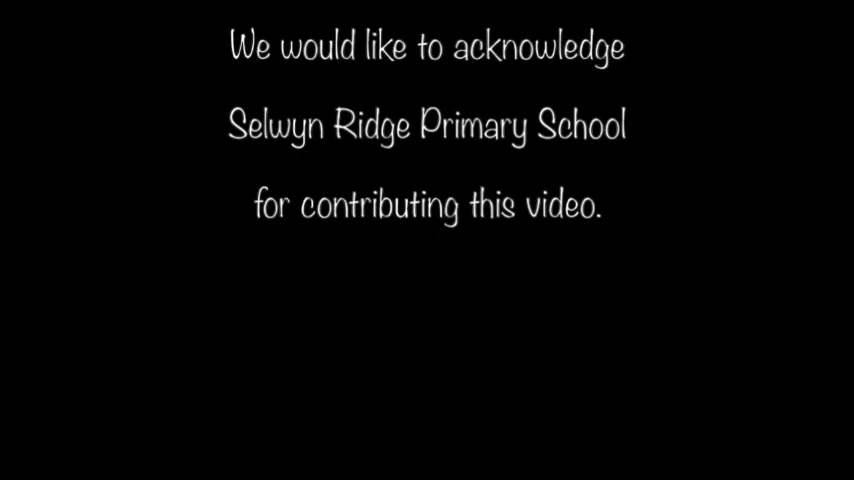 We would like to acknowledge
Selwyn Ridge Primary School
for contributing this video.